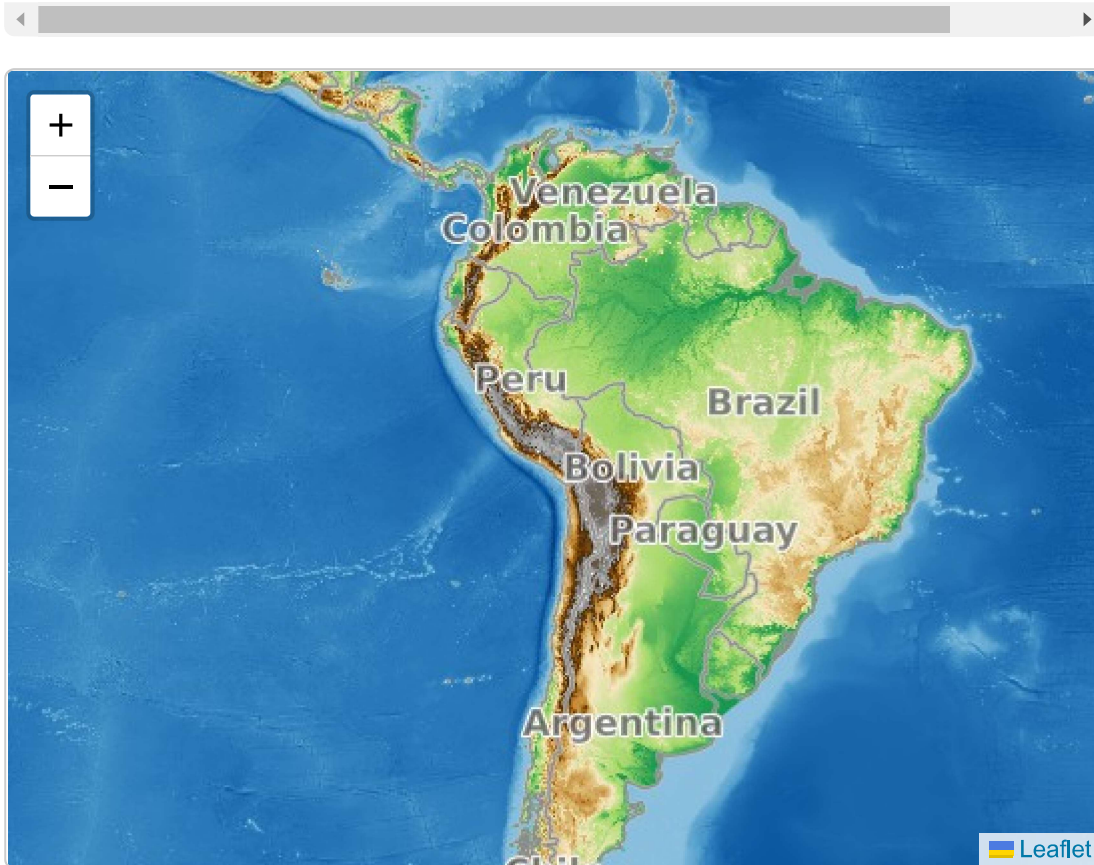 +
−
Venezuela
Colombia
Peru
Brazil
Bolivia
Paraguay
Argentina
Leaflet